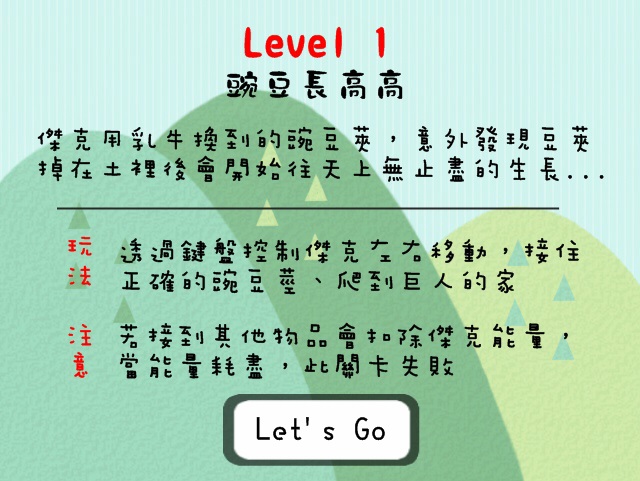 Level 1
豌豆長高高
傑克用乳牛換到的豌豆莢，意外發現豆莢
掉在土裡後會開始往天上無止盡的生長...
玩法
透過鍵盤控制傑克左右移動，接住
正確的豌豆莖、爬到巨人的家
注意
若接到其他物品會扣除傑克能量，
當能量耗盡，此關卡失敗
Let's Go